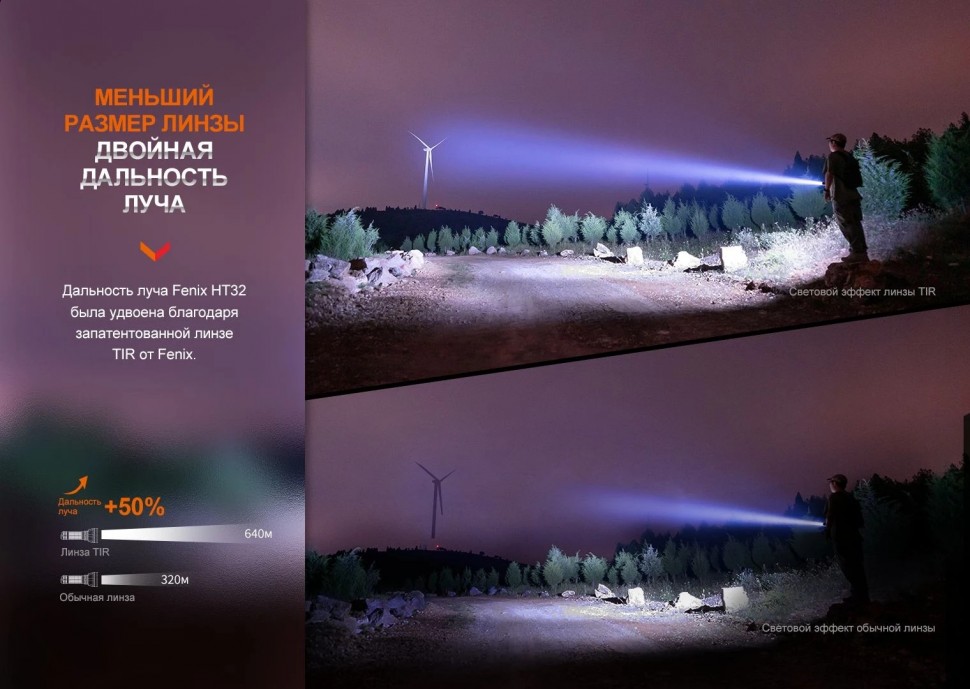 МЕНЬШИЙ
РАЗМЕР ЛИНЗЫ
ДВОЙНАЯ
ДАЛЬНОСТЬ
ЛУЧА
Дальность луча Fenix HT32
была удвоена благодаря
запатентованной линзе
TIR от Fenix.
Дальность
луча
+50%
640м
Линза TIR
320м
Обычная линза
Световой эффект линзы TIR
Световой эффект обычной линзы